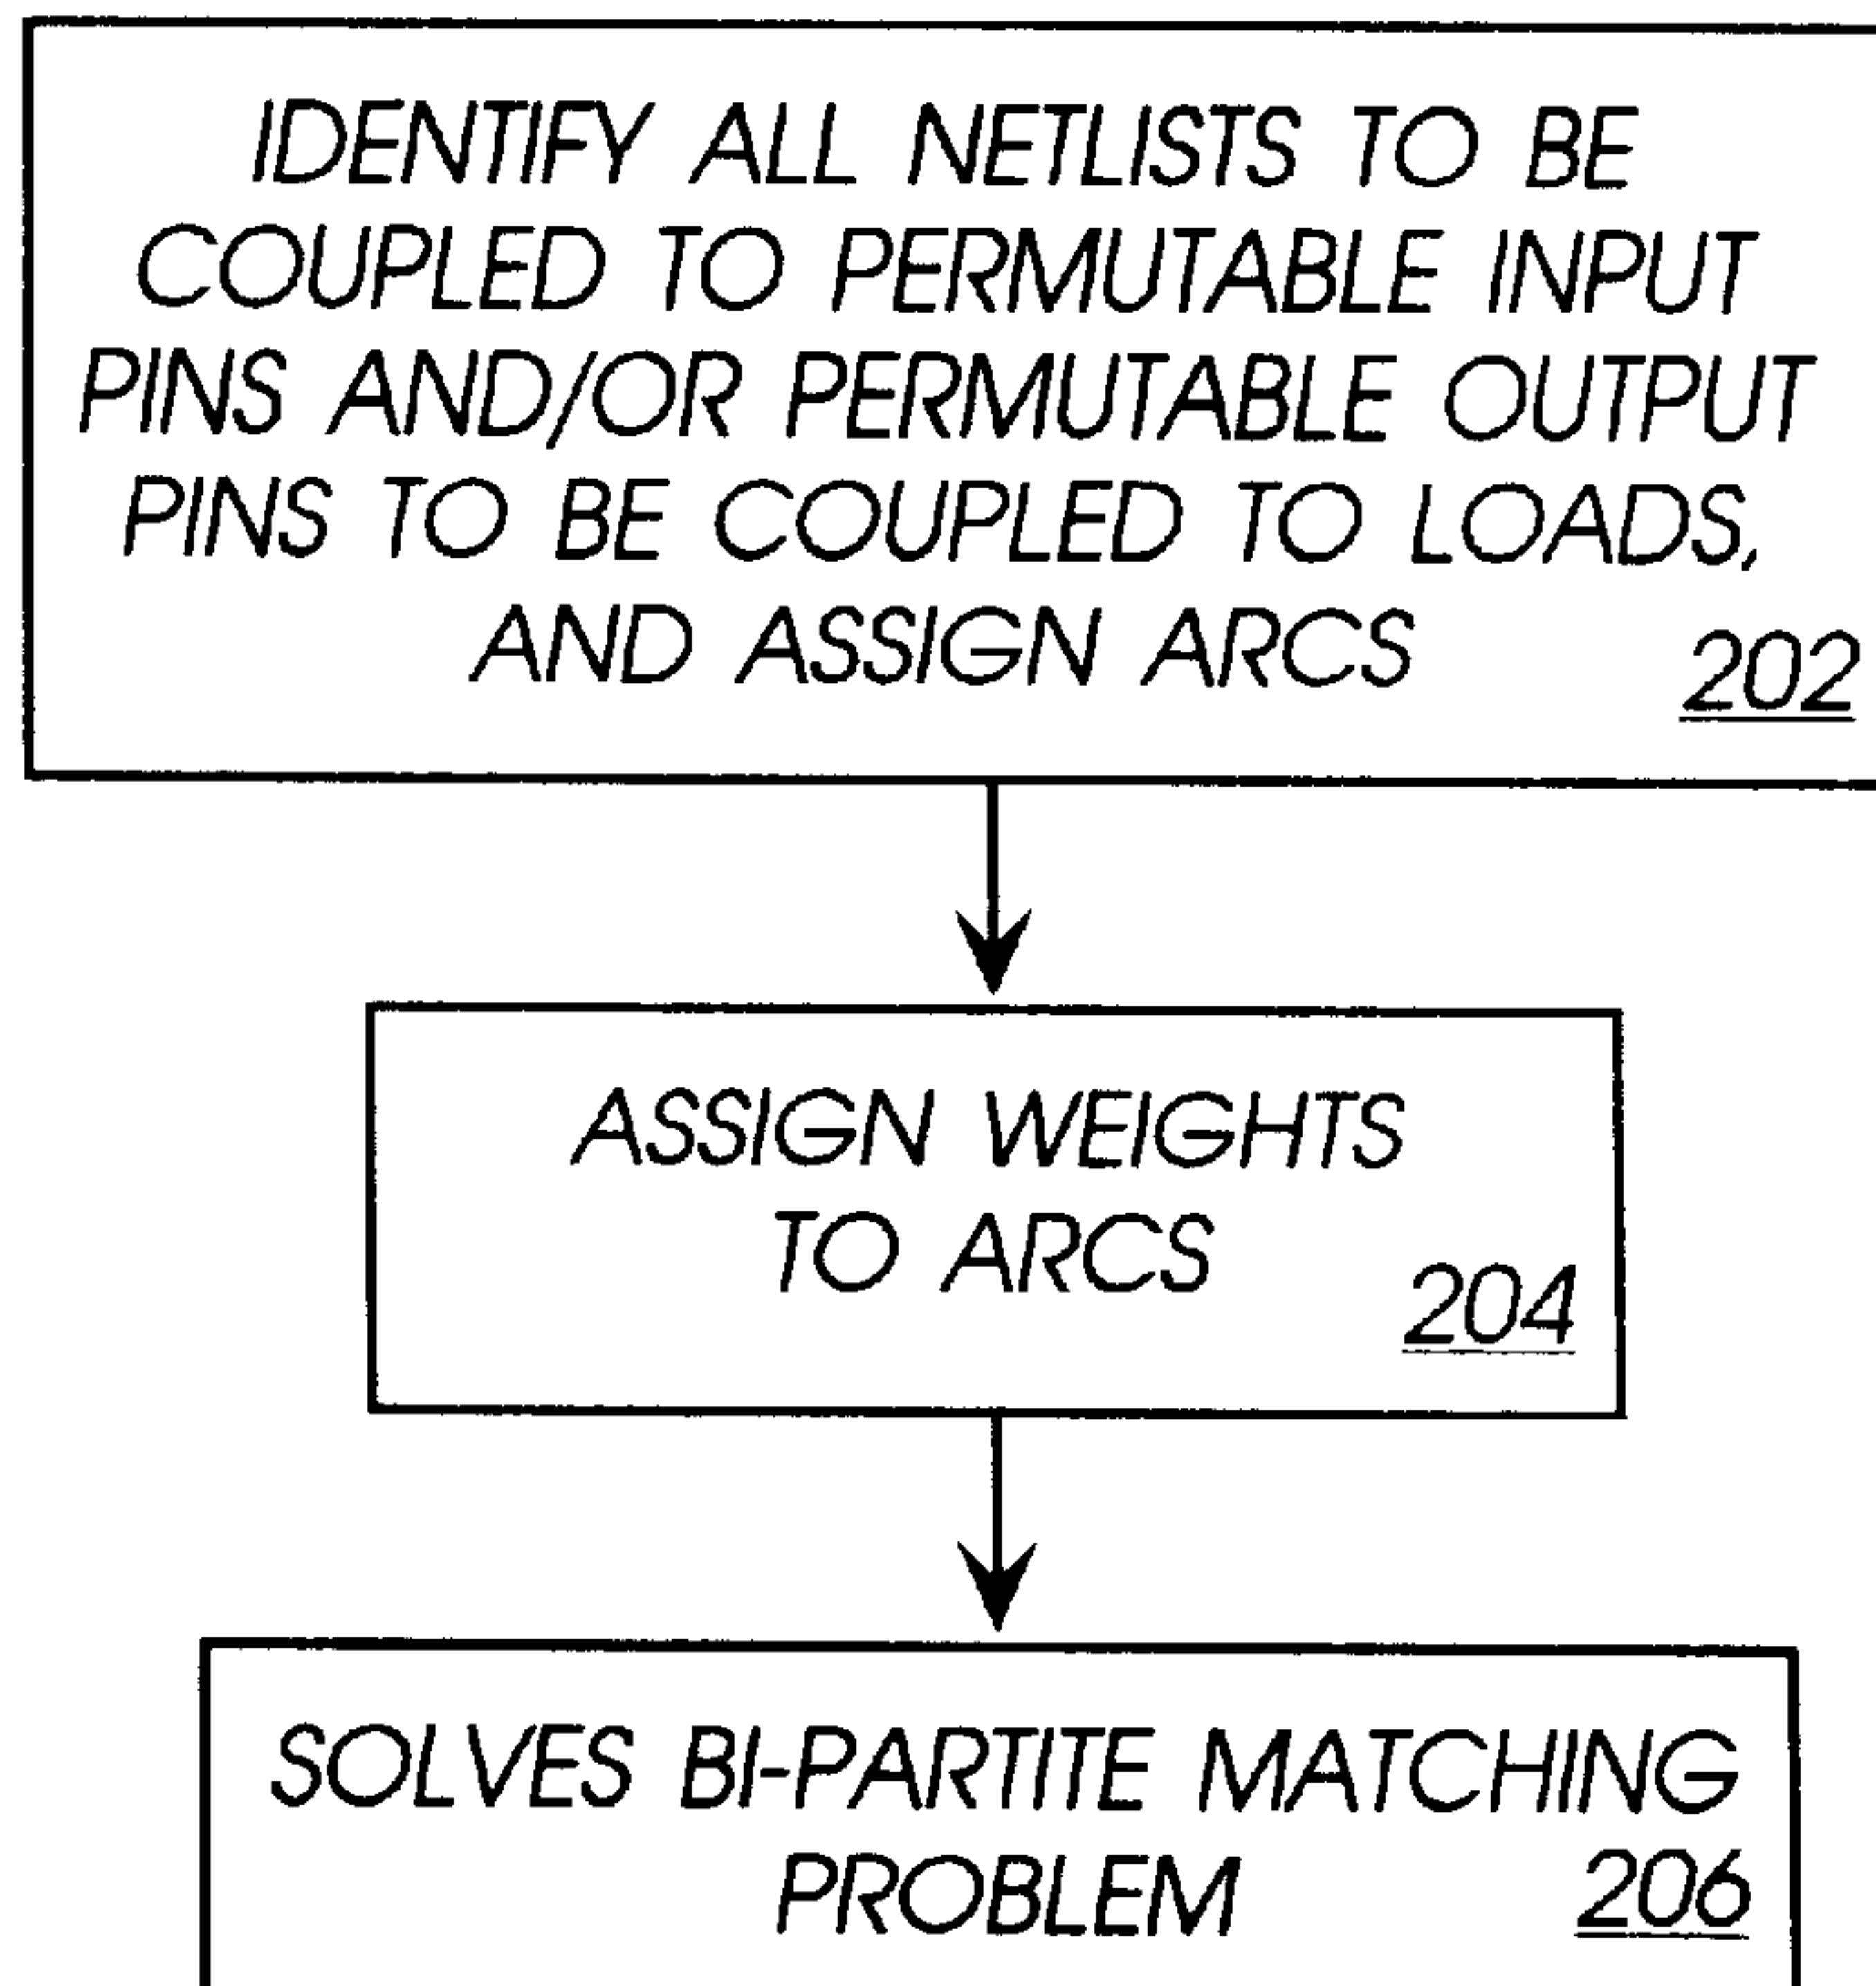 IDENTIFY ALL NETLISTS TO BE
COUPLED TO PERMUTABLE INPUT
PINS AND/OR PERMUTABLE OUTPUT
PINS TO BE COUPLED TO LOADS,
AND ASSIGN ARCS
202
ASSIGN WEIGHTS
TO ARCS
204
SOLVES BI-PARTITE MATCHING
PROBLEM
206